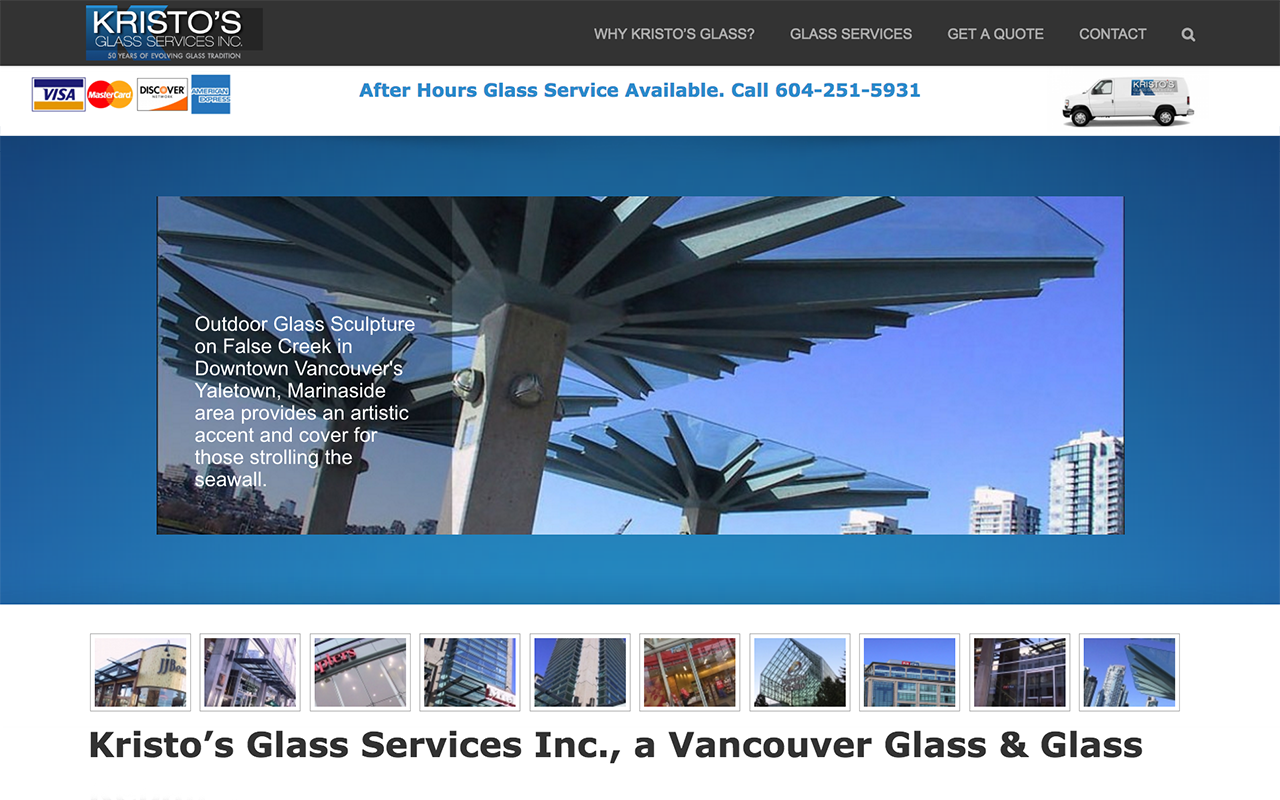 KRISTO'S
GLASS SERVICES INC.
50 YEARS OF EVOLVING GLASS TRADITION
WHY KRISTO'S GLASS? GLASS SERVICES GET A QUOTE CONTACT
VISA MasterCard DISCOVER NETWORK AMERICAN EXPRESS
After Hours Glass Service Available. Call 604-251-5931
KRISTO'S
Outdoor Glass Sculpture
on False Creek in
Downtown Vancouver's
Yaletown, Marinaside
area provides an artistic
accent and cover for
those strolling the
seawall.
Kristo’s Glass Services Inc., a Vancouver Glass & Glass